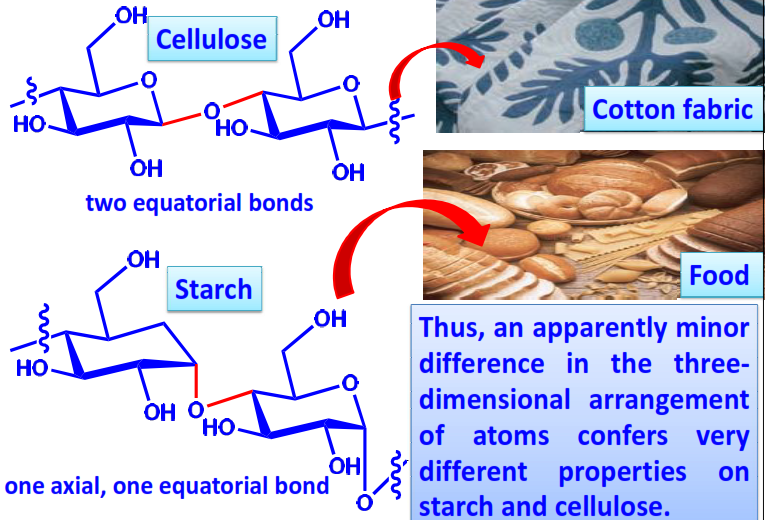 OH
Cellulose
OH
O
O
O
HO
HO
OH
OH
Cotton fabric
two equatorial bonds
OH
Starch
Food
OH
HO
O
OH
O
HO
OH
O
one axial, one equatorial bond
Thus, an apparently minor
difference in the three-
dimensional arrangement
of atoms confers very
different properties on
starch and cellulose.